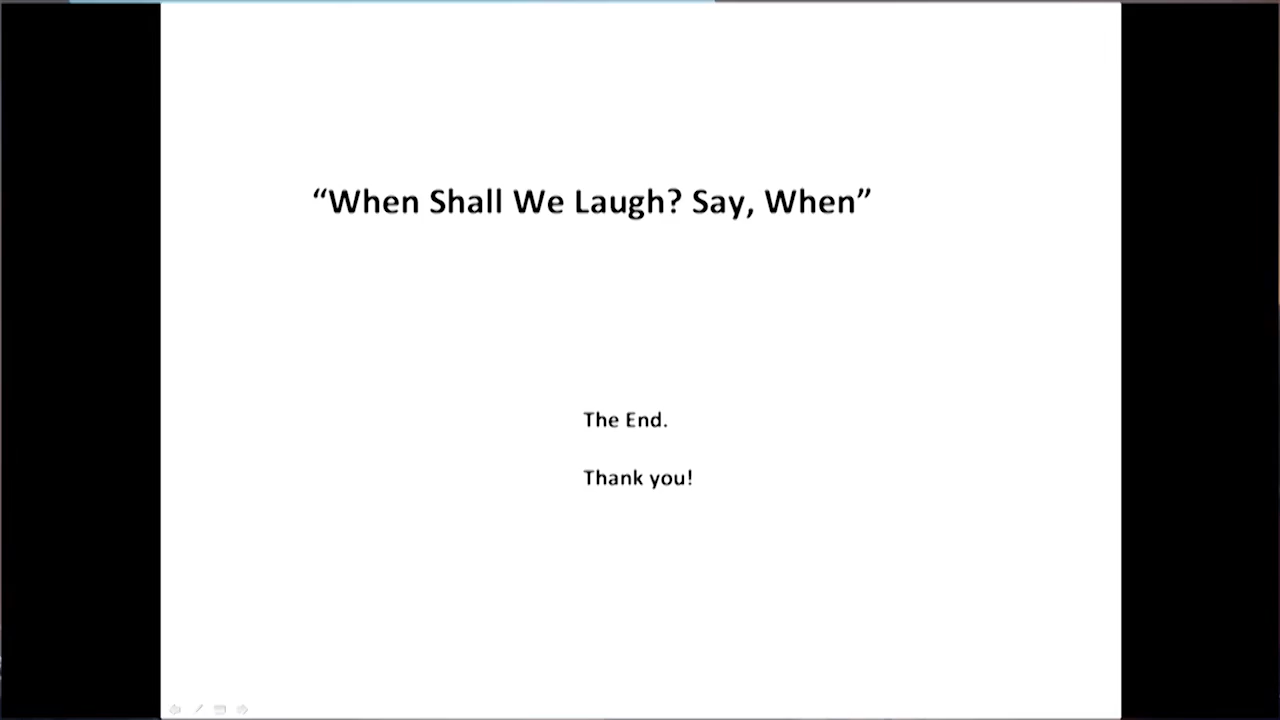 “When Shall We Laugh? Say, When”
The End.
Thank you!